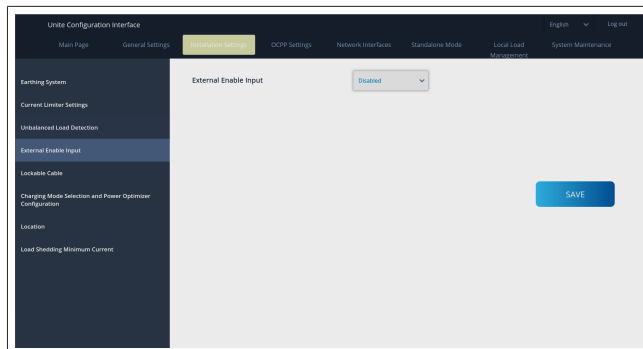 Unite Configuration Interface
English
Log out
Main Page
General Settings
Installation Settings
OCPP Settings
Network Interfaces
Standalone Mode
Local Load
Management
System Maintenance
Earthing System
External Enable Input
Disabled
Current Limiter Settings
Unbalanced Load Detection
External Enable Input
Lockable Cable
Charging Mode Selection and Power Optimizer
Configuration
SAVE
Location
Load Shedding Minimum Current